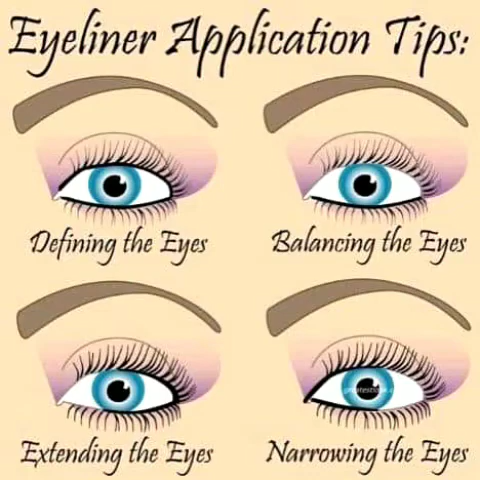 Eyeliner Application Tips:
Defining the Eyes
Balancing the Eyes
Extending the Eyes
Narrowing the Eyes